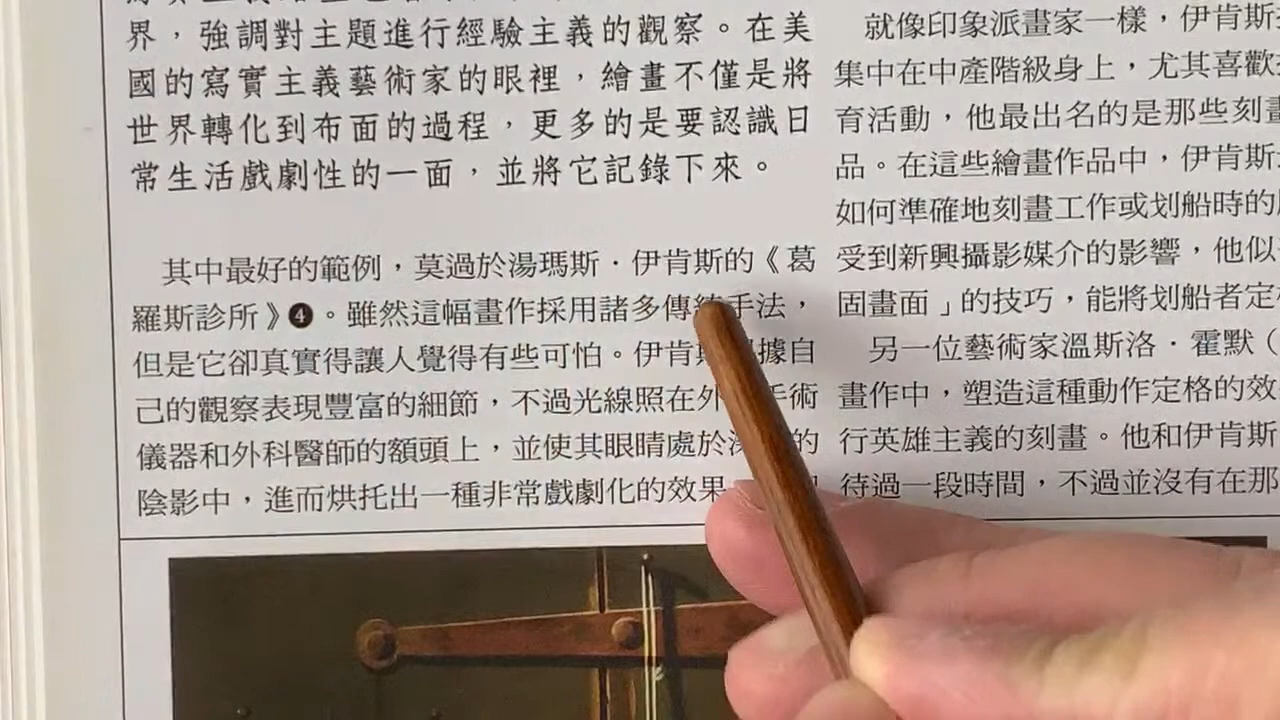 界，強調對主題進行經驗主義的觀察。在美
國的寫實主義藝術家的眼裡，繪畫不僅是將
世界轉化到布面的過程，更多的是要認識日
常生活戲劇性的一面，並將它記錄下來。
其中最好的範例，莫過於湯瑪斯．伊肯斯的《葛
羅斯診所》❹。雖然這幅畫作採用諸多傳統手法，
但是它卻真實得讓人覺得有些可怕。伊肯斯根據自
己的觀察表現豐富的細節，不過光線照在外科手術
儀器和外科醫師的額頭上，並使其眼睛處於深的
陰影中，進而烘托出一種非常戲劇化的效果
就像印象派畫家一樣，伊肯斯
集中在中產階級身上，尤其喜歡
育活動，他最出名的是那些刻畫
品。在這些繪畫作品中，伊肯斯
如何準確地刻畫工作或划船時的
受到新興攝影媒介的影響，他似
固畫面」的技巧，能將划船者定
另一位藝術家溫斯洛．霍默（
畫作中，塑造這種動作定格的效
行英雄主義的刻畫。他和伊肯斯
待過一段時間，不過並沒有在那